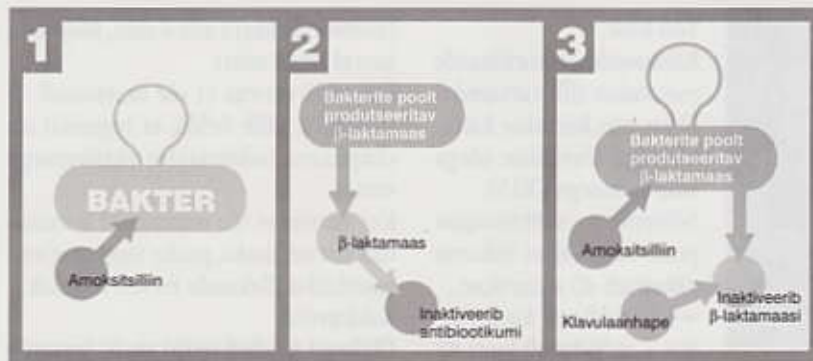 1
BAKTER
Amoksitsilliin
2
Bakterite poolt
produtseeritav
β-laktamaas
β-laktamaas
Inaktiveerib
antibiootikumi
3
Bakterite poolt
produtseeritav
β-laktamaas
Amoksitsilliin
Klavulaanhape
Inaktiveerib
β-laktamaasi